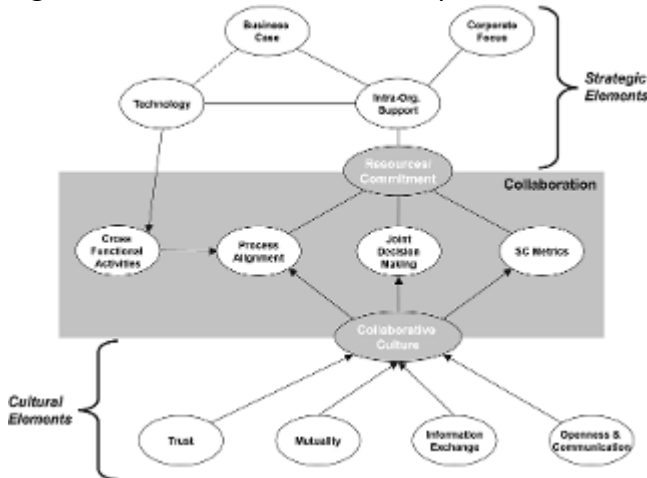 Business
Case
Corporate
Focus
Strategic
Elements
Technology
Intra-Org.
Support
Resources/
Commitment
Collaboration
Cross
Functional
Activities
Process
Alignment
Joint
Decision
Making
SC Metrics
Collaborative
Culture
Cultural
Elements
Trust
Mutuality
Information
Exchange
Openness &
Communication